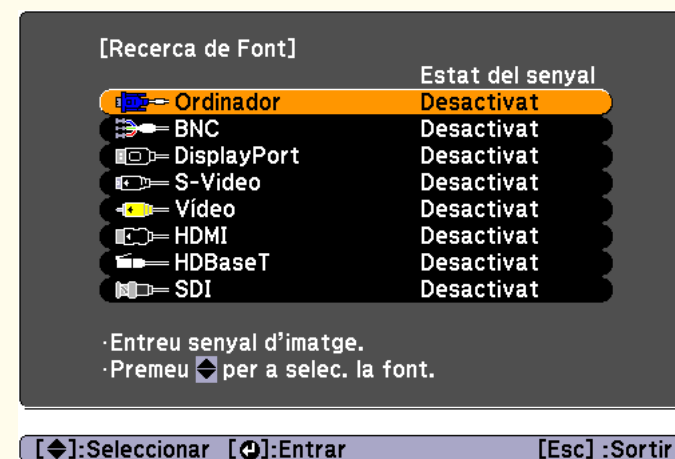 [Recerca de Font]
Estat del senyal
Ordinador Desactivat
BNC Desactivat
DisplayPort Desactivat
S-Video Desactivat
Vídeo Desactivat
HDMI Desactivat
HDBaseT Desactivat
SDI Desactivat
·Entreu senyal d'imatge.
·Premeu ◆ per a selec. la font.
[◆]:Seleccionar [↵]:Entrar [Esc] :Sortir